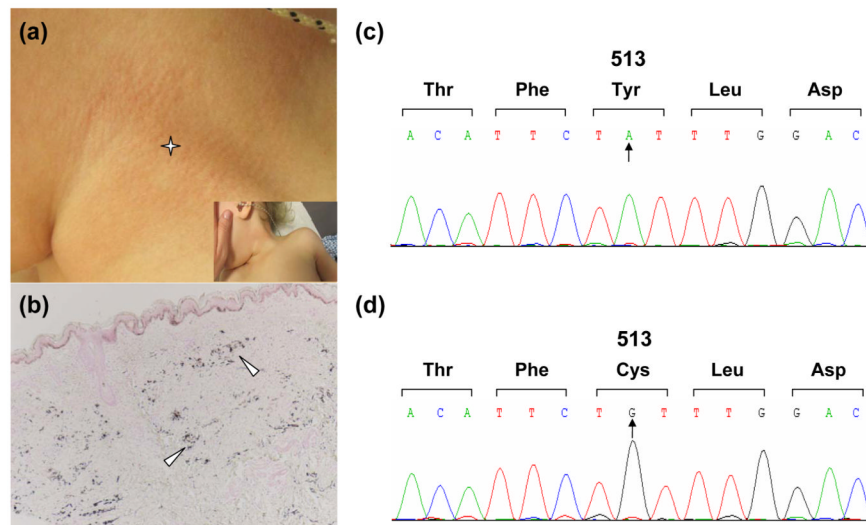 (a)
(b)
(c)
513
Thr Phe Tyr Leu Asp
A C A T T C T A T T T G G A C
(d)
513
Thr Phe Cys Leu Asp
A C A T T C T G T T T G G A C